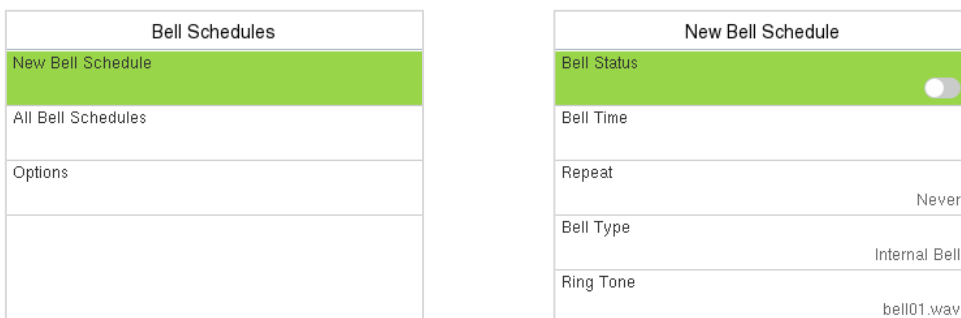 Bell Schedules
New Bell Schedule
All Bell Schedules
Options
New Bell Schedule
Bell Status
Bell Time
Repeat
Never
Bell Type
Internal Bell
Ring Tone
bell01.wav